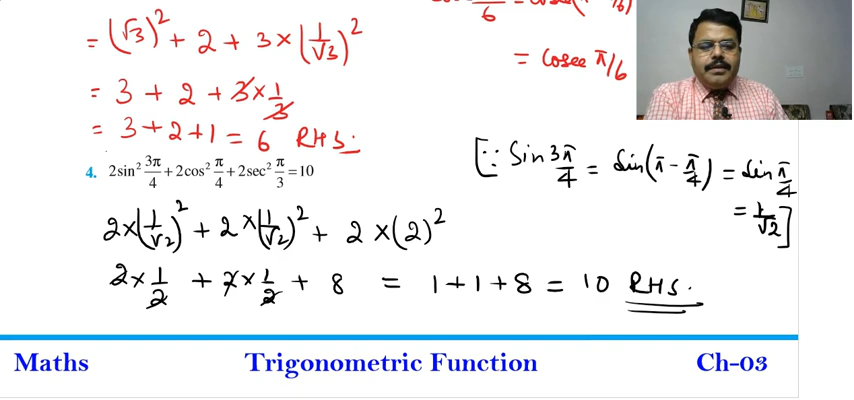 = (√3)² + 2 + 3 × (1/√3)²
= 3 + 2 + 3 × 1/3
= 3 + 2 + 1 = 6 RHS.
= cosec π/6
4. 2sin² 3π/4 + 2cos² π/4 + 2sec² π/3 = 10
[∵ Sin 3π/4 = Sin(π − π/4) = Sin π/4
= 1/√2]
2 × (1/√2)² + 2 × (1/√2)² + 2 × (2)²
2 × 1/2 + 2 × 1/2 + 8 = 1 + 1 + 8 = 10 RHS.
Maths Trigonometric Function Ch-03